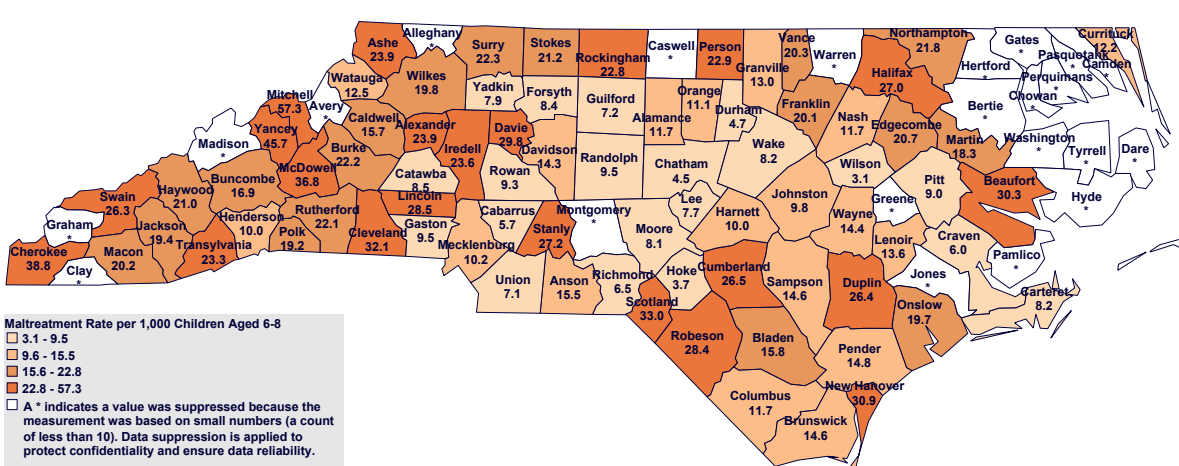 Alleghany
*
Ashe
23.9
Surry
22.3
Stokes
21.2
Rockingham
22.8
Caswell
*
Person
22.9
Vance
20.3
Warren
*
Northampton
21.8
Gates
*
Currituck
12.2
Pasquotank
*
Camden
*
Hertford
*
Perquimans
*
Chowan
*
Bertie
*
Halifax
27.0
Granville
13.0
Watauga
12.5
Wilkes
19.8
Yadkin
7.9
Forsyth
8.4
Guilford
7.2
Alamance
11.7
Orange
11.1
Durham
4.7
Franklin
20.1
Nash
11.7
Edgecombe
20.7
Martin
18.3
Washington
*
Tyrrell
*
Dare
*
Mitchell
57.3
Avery
*
Caldwell
15.7
Alexander
23.9
Iredell
23.6
Davie
29.8
Davidson
14.3
Randolph
9.5
Chatham
4.5
Wake
8.2
Wilson
3.1
Pitt
9.0
Beaufort
30.3
Hyde
*
Yancey
45.7
Madison
*
Burke
22.2
McDowell
36.8
Catawba
8.5
Rowan
9.3
Buncombe
16.9
Haywood
21.0
Swain
26.3
Graham
*
Jackson
19.4
Henderson
10.0
Rutherford
22.1
Polk
19.2
Cleveland
32.1
Lincoln
28.5
Gaston
9.5
Mecklenburg
10.2
Cabarrus
5.7
Stanly
27.2
Montgomery
*
Moore
8.1
Lee
7.7
Harnett
10.0
Johnston
9.8
Wayne
14.4
Greene
*
Lenoir
13.6
Craven
6.0
Pamlico
*
Cherokee
38.8
Clay
*
Macon
20.2
Transylvania
23.3
Union
7.1
Anson
15.5
Richmond
6.5
Hoke
3.7
Cumberland
26.5
Sampson
14.6
Duplin
26.4
Jones
*
Onslow
19.7
Carteret
8.2
Scotland
33.0
Robeson
28.4
Bladen
15.8
Pender
14.8
New Hanover
30.9
Columbus
11.7
Brunswick
14.6
Maltreatment Rate per 1,000 Children Aged 6-8
3.1 - 9.5
9.6 - 15.5
15.6 - 22.8
22.8 - 57.3
A * indicates a value was suppressed because the
measurement was based on small numbers (a count
of less than 10). Data suppression is applied to
protect confidentiality and ensure data reliability.